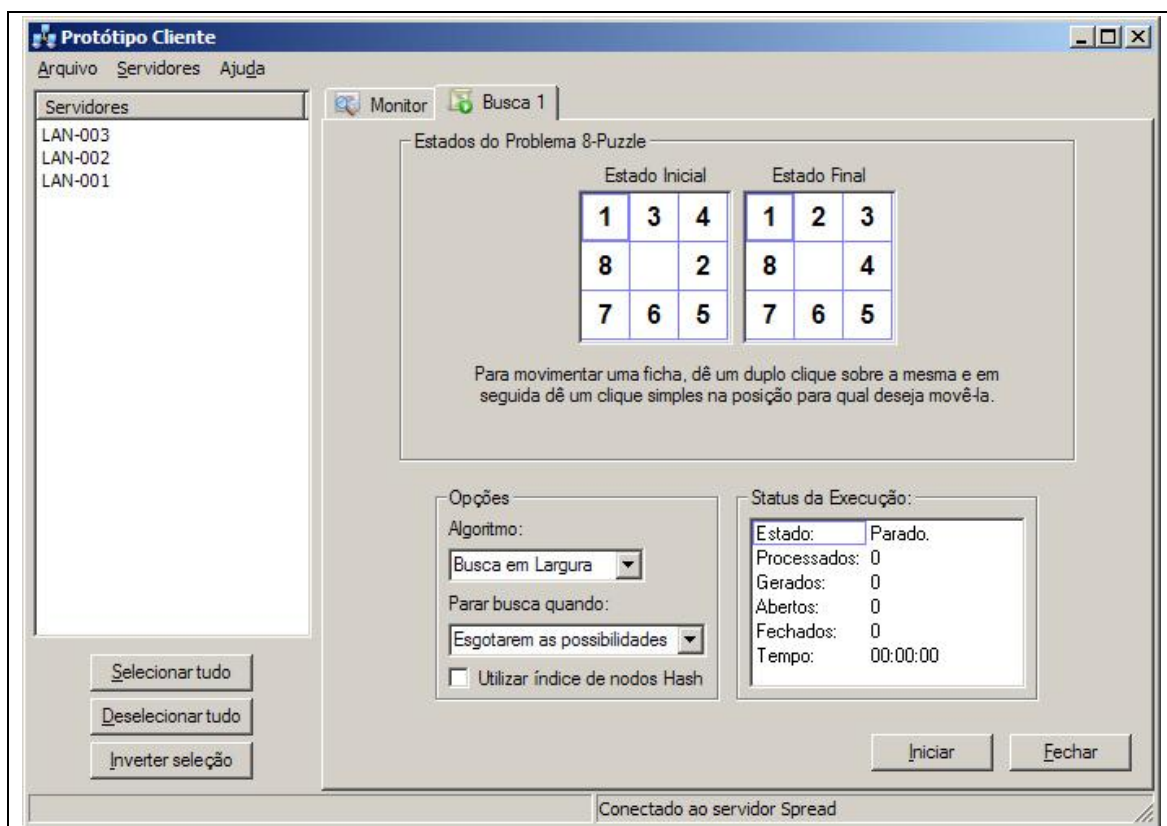 Protótipo Cliente
Arquivo Servidores Ajuda
Servidores
LAN-003
LAN-002
LAN-001
Selecionar tudo
Deselecionar tudo
Inverter seleção
Monitor Busca 1
Estados do Problema 8-Puzzle
Estado Inicial Estado Final
1 3 4 1 2 3
8 2 8 4
7 6 5 7 6 5
Para movimentar uma ficha, dê um duplo clique sobre a mesma e em
seguida dê um clique simples na posição para qual deseja movê-la.
Opções
Algoritmo:
Busca em Largura
Parar busca quando:
Esgotarem as possibilidades
Utilizar índice de nodos Hash
Status da Execução:
Estado: Parado.
Processados: 0
Gerados: 0
Abertos: 0
Fechados: 0
Tempo: 00:00:00
Iniciar Fechar
Conectado ao servidor Spread